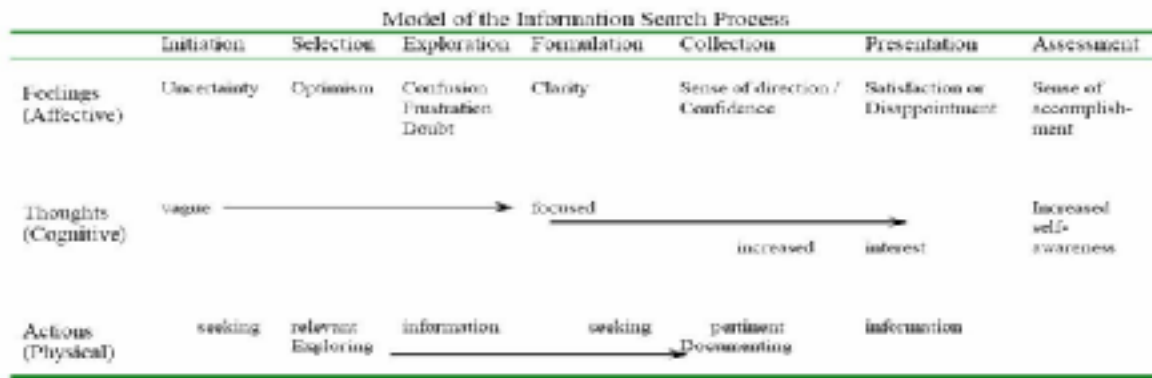 Model of the Information Search Process
Initiation Selection Exploration Formulation Collection Presentation Assessment
Feelings (Affective) Uncertainty Optimism Confusion Frustration Doubt Clarity Sense of direction / Confidence Satisfaction or Disappointment Sense of accomplish-ment
Thoughts (Cognitive) vague focused Increased self-awareness
increased interest
Actions (Physical) seeking relevant information seeking pertinent information
Exploring Documenting